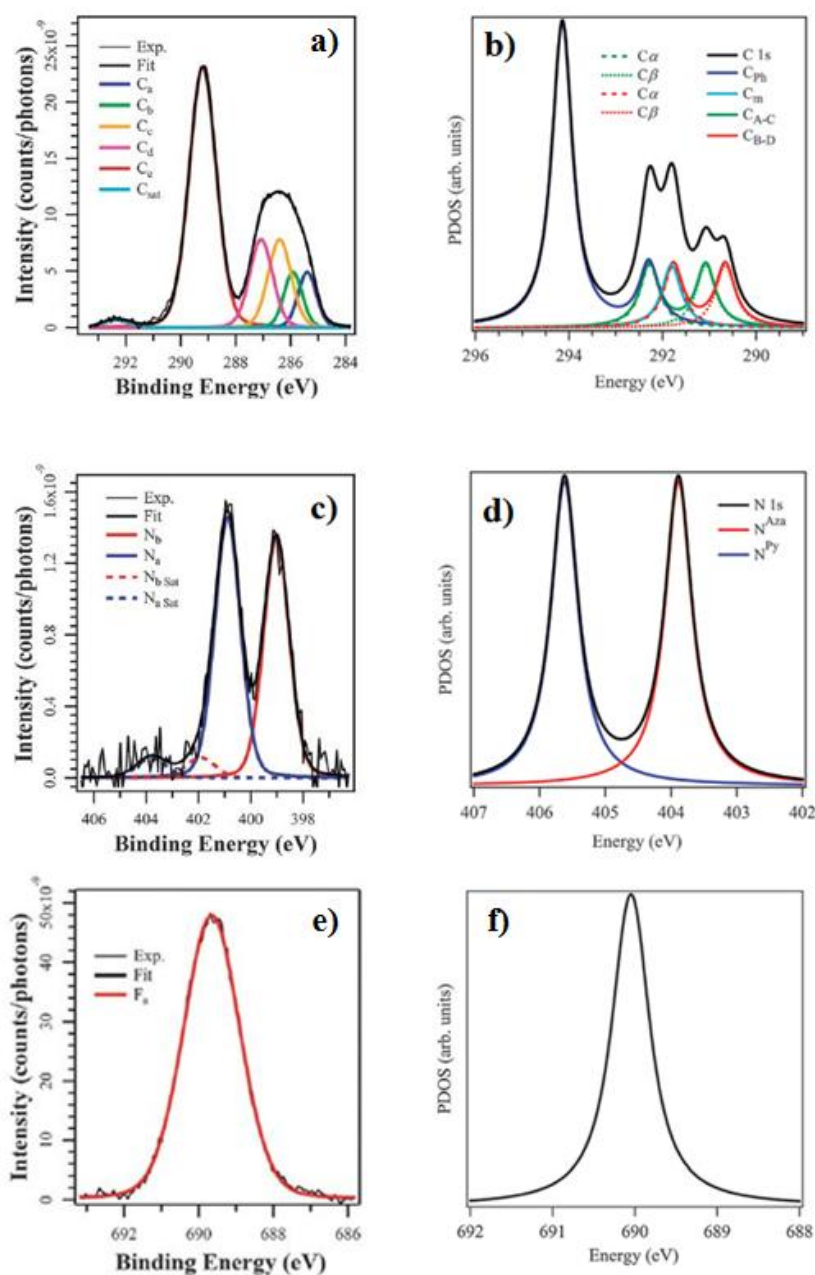 a)
Exp.
Fit
Ca
Cb
Cc
Cd
Ce
Csat
Intensity (counts/photons)
25x10-9
20
15
10
5
0
292
290
288
286
284
Binding Energy (eV)
b)
Cα
Cβ
Cα
Cβ
C 1s
CPh
Cm
CA-C
CB-D
PDOS (arb. units)
296
294
292
290
Energy (eV)
c)
Exp.
Fit
Nb
Na
Nb Sat
Na Sat
Intensity (counts/photons)
1.6x10-9
1.2
0.8
0.4
0.0
406
404
402
400
398
Binding Energy (eV)
d)
N 1s
NAza
NPy
PDOS (arb. units)
407
406
405
404
403
402
Energy (eV)
e)
Exp.
Fit
Fa
Intensity (counts/photons)
50x10-9
40
30
20
10
0
692
690
688
686
Binding Energy (eV)
f)
PDOS (arb. units)
692
691
690
689
688
Energy (eV)